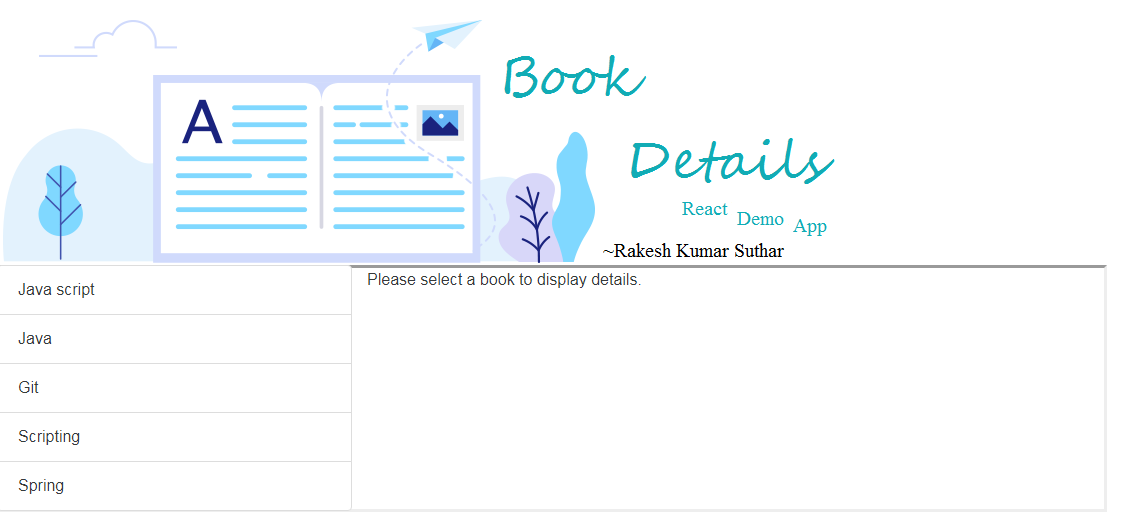 A
Book
Details
React Demo App
~Rakesh Kumar Suthar
Java script
Please select a book to display details.
Java
Git
Scripting
Spring